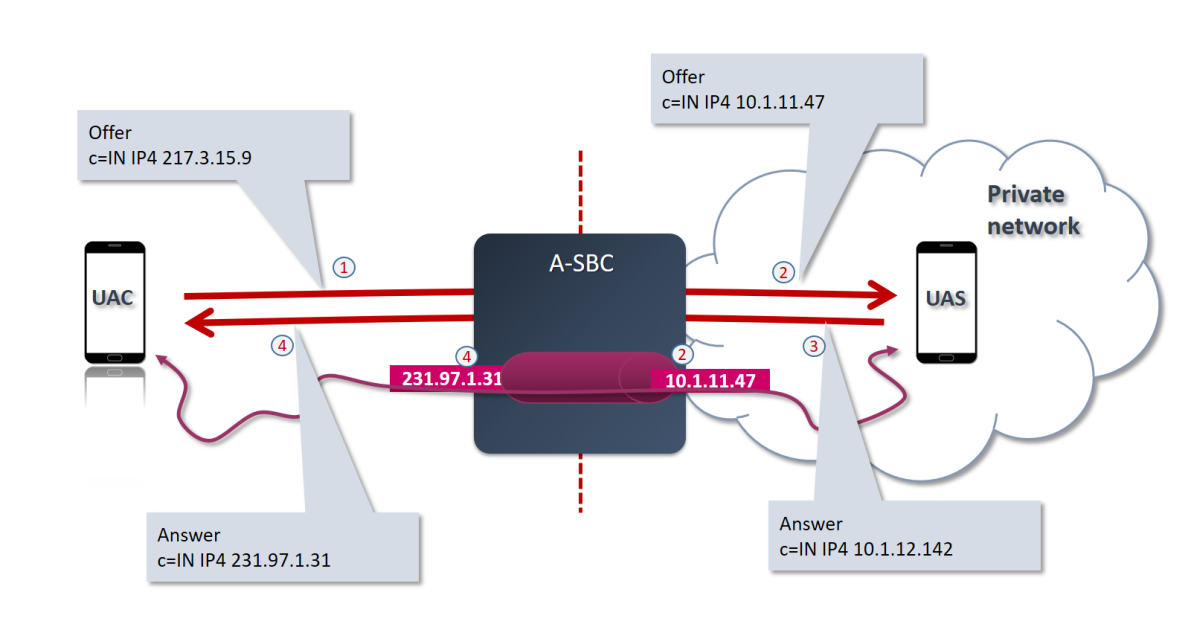 Offer
c=IN IP4 10.1.11.47
Offer
c=IN IP4 217.3.15.9
Private
network
A-SBC
1
2
UAC
UAS
4
4
2
3
231.97.1.31
10.1.11.47
Answer
c=IN IP4 231.97.1.31
Answer
c=IN IP4 10.1.12.142